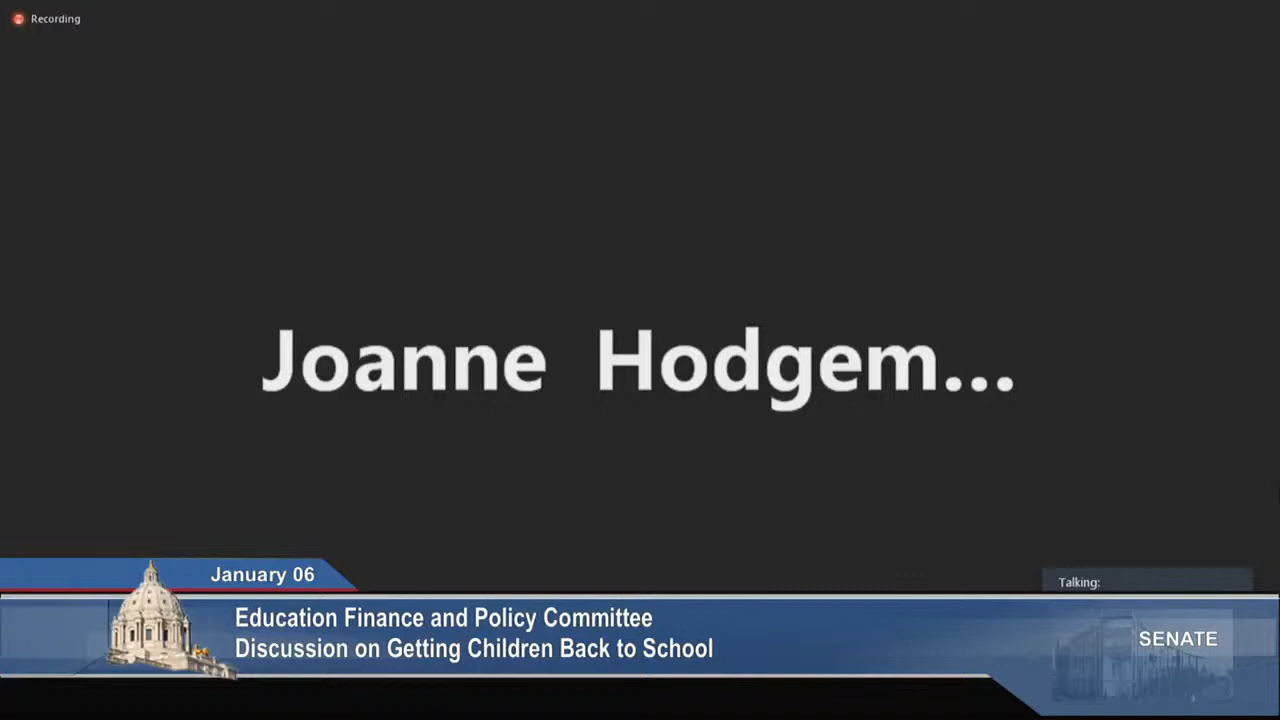 Recording
Joanne Hodgem...
January 06
Talking:
Education Finance and Policy Committee
Discussion on Getting Children Back to School
SENATE